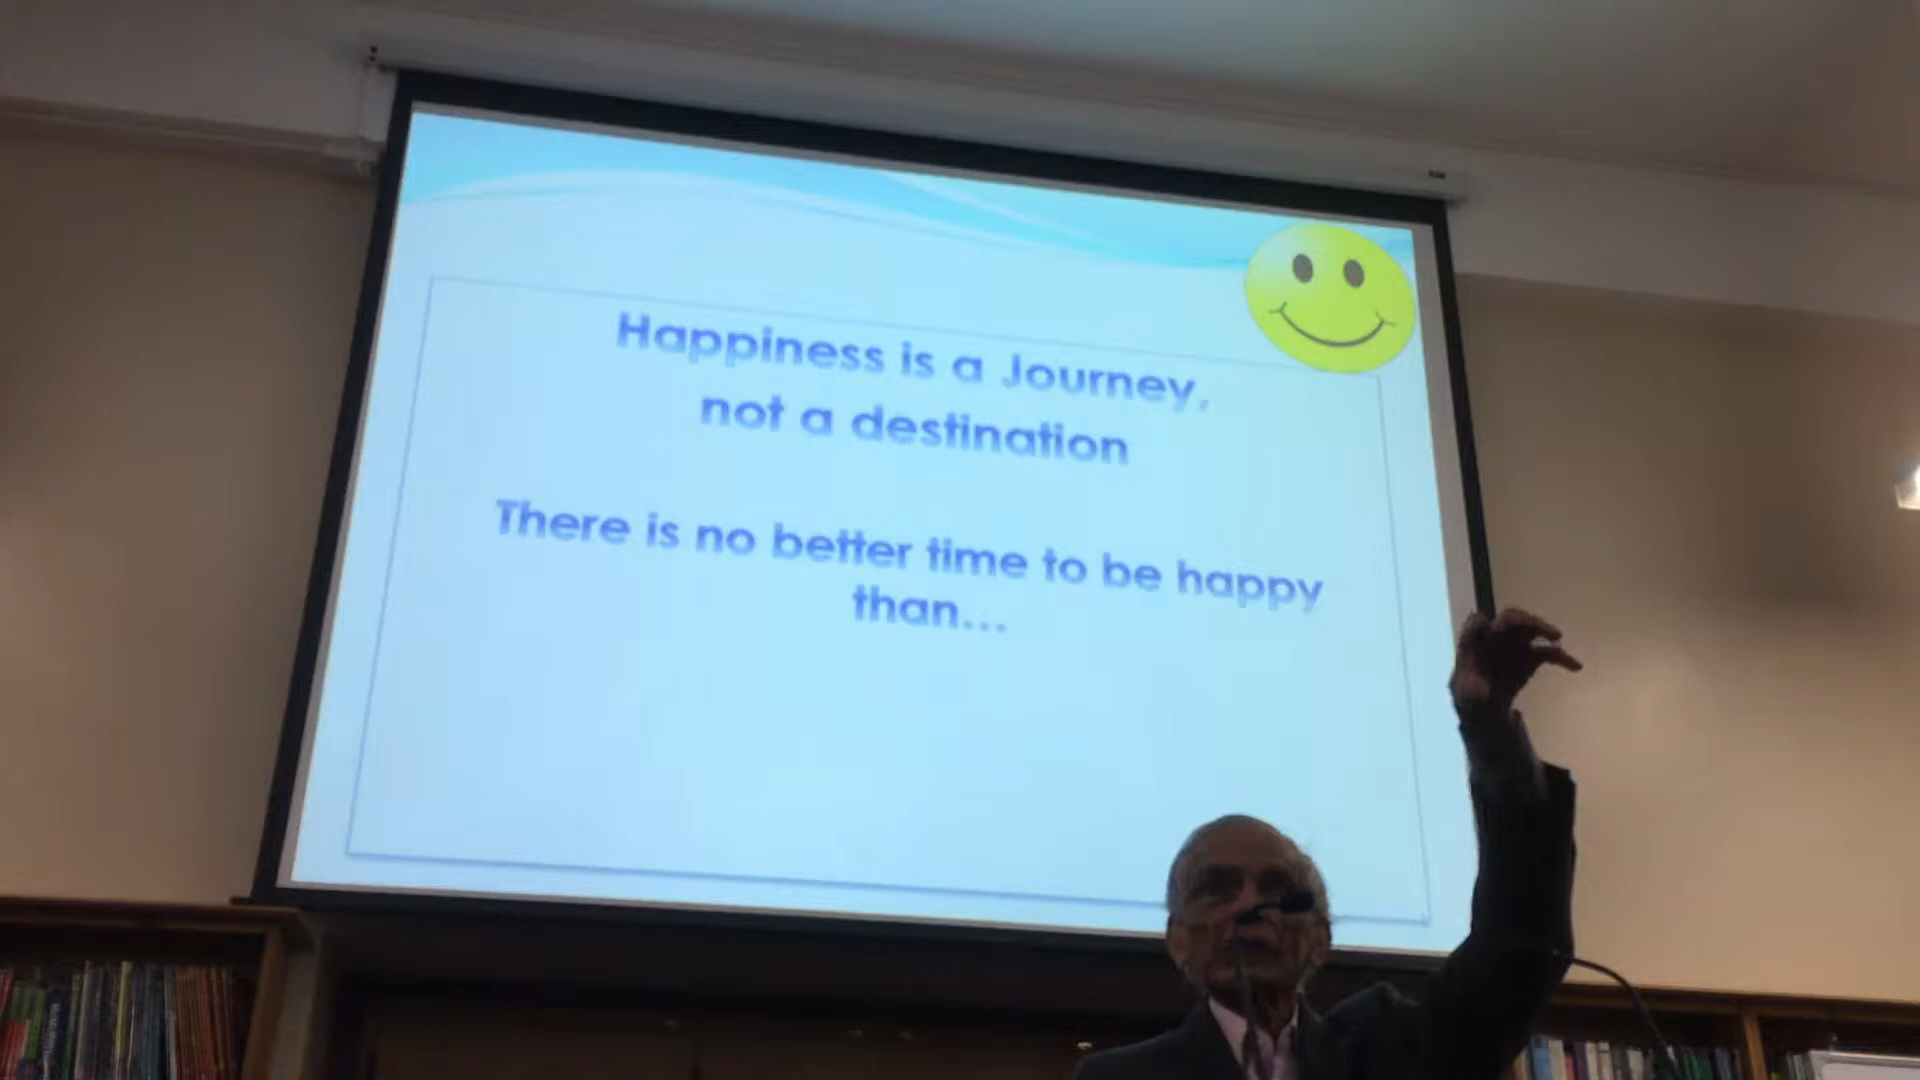 Happiness is a Journey,
not a destination
There is no better time to be happy
than...